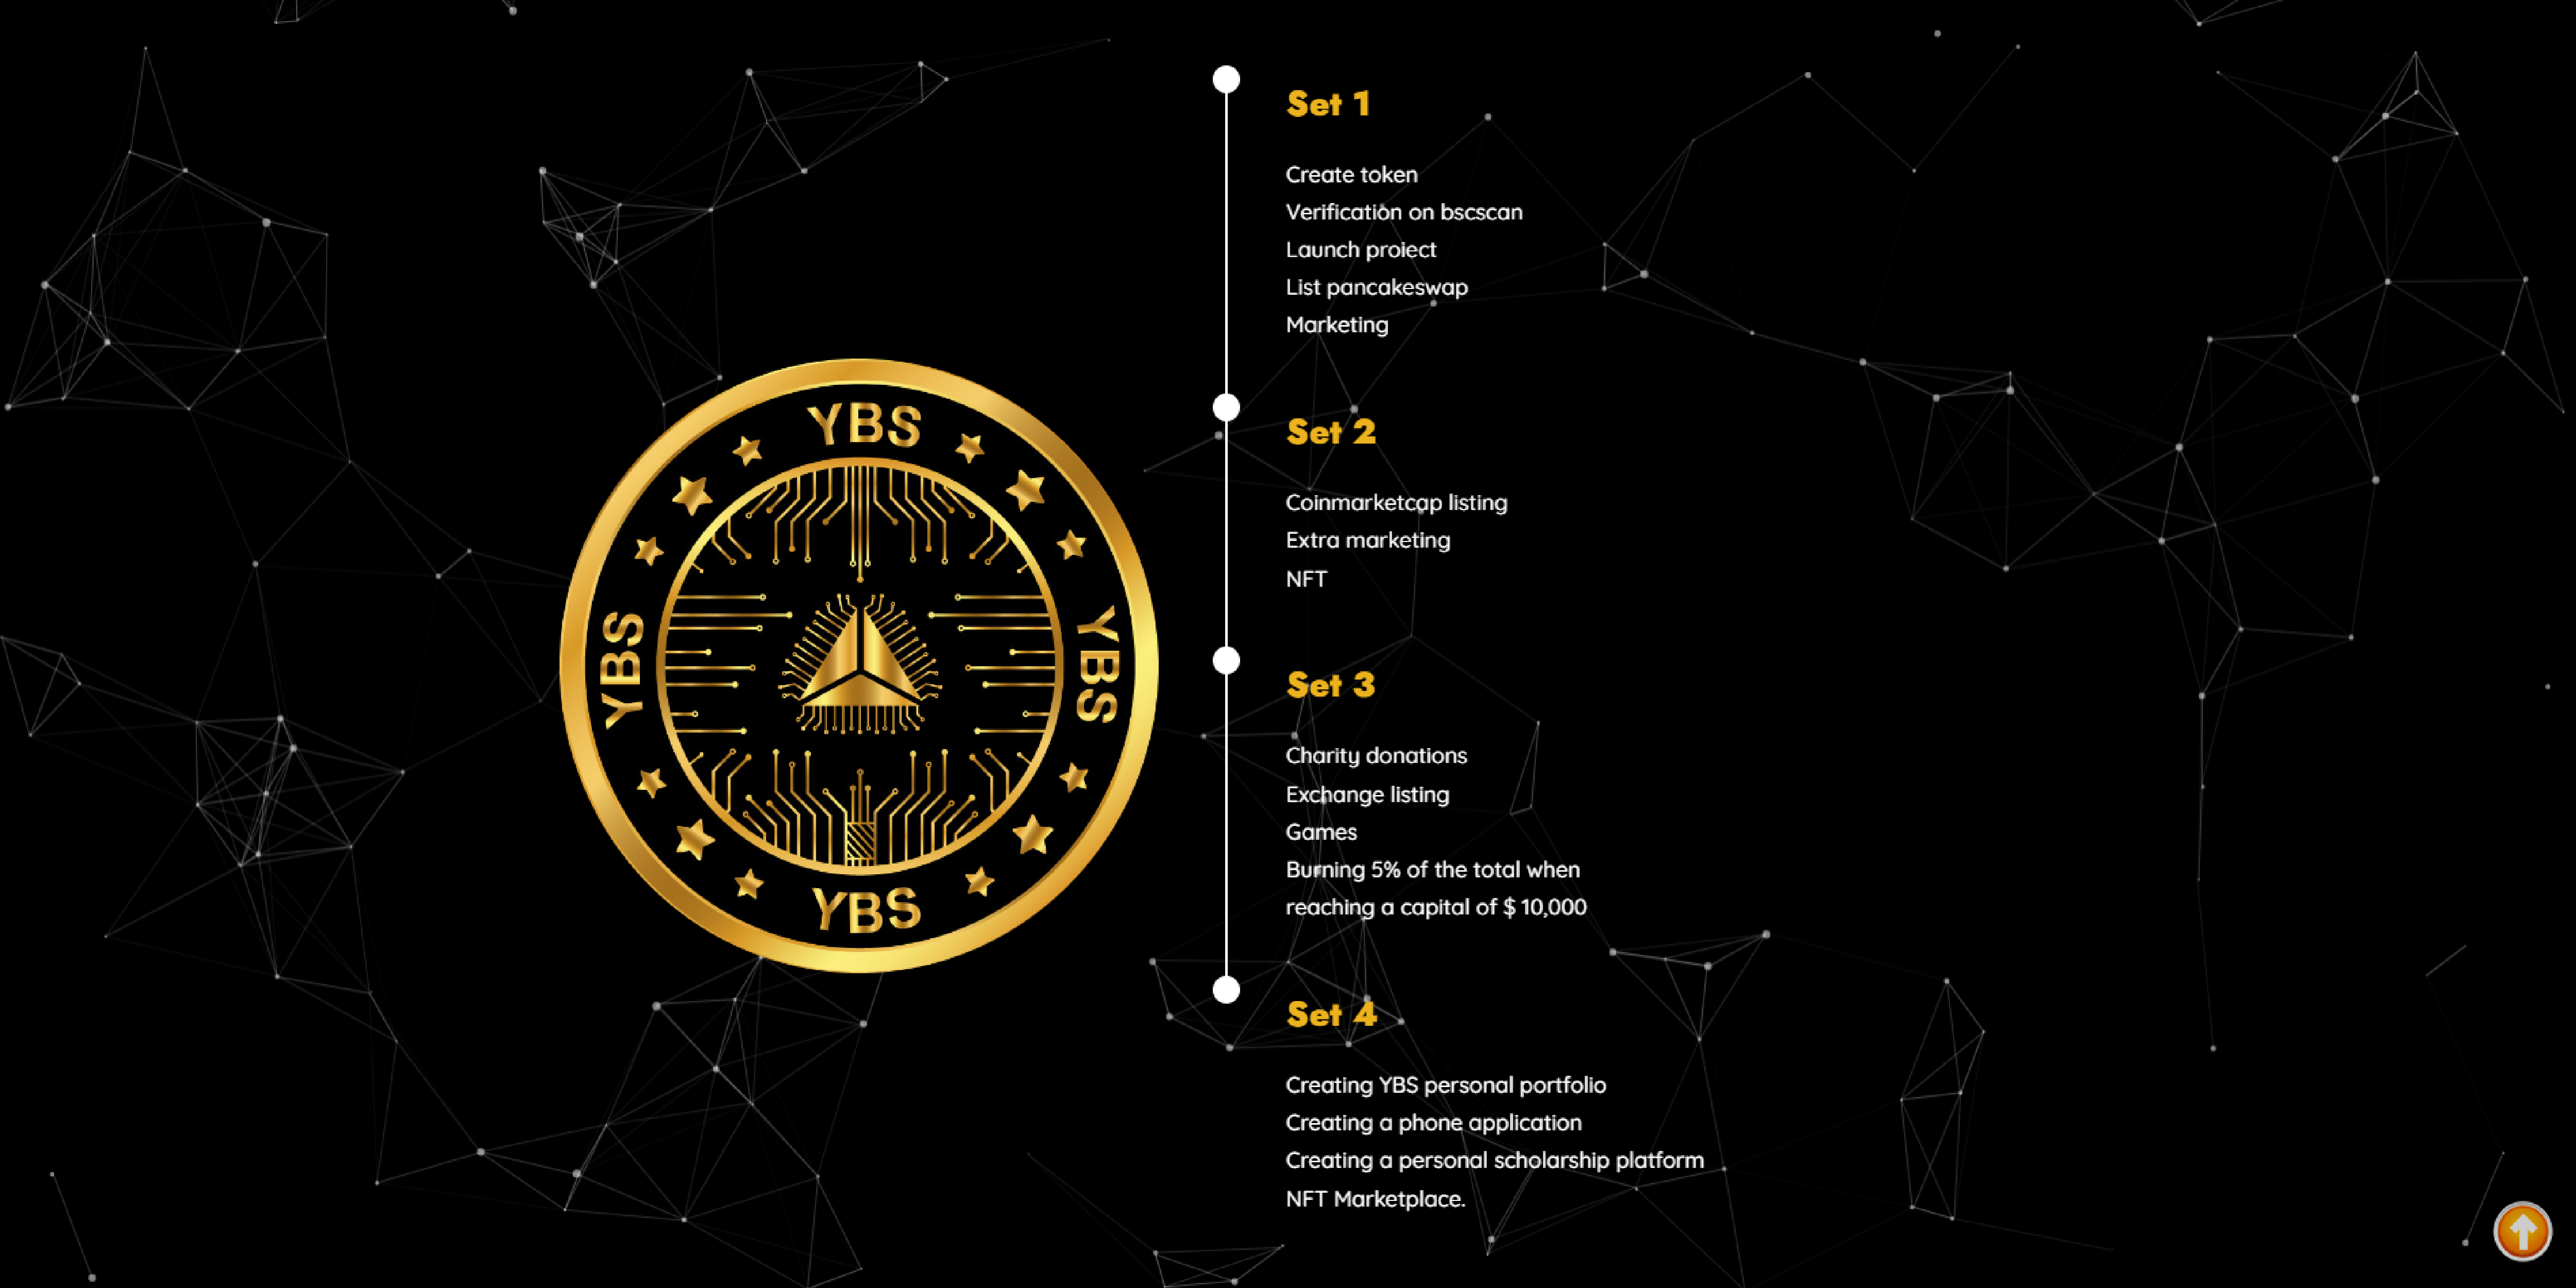 YBS
YBS
YBS
YBS
Set 1
Create token
Verification on bscscan
Launch proiect
List pancakeswap
Marketing
Set 2
Coinmarketcap listing
Extra marketing
NFT
Set 3
Charity donations
Exchange listing
Games
Burning 5% of the total when
reaching a capital of $ 10,000
Set 4
Creating YBS personal portfolio
Creating a phone application
Creating a personal scholarship platform
NFT Marketplace.